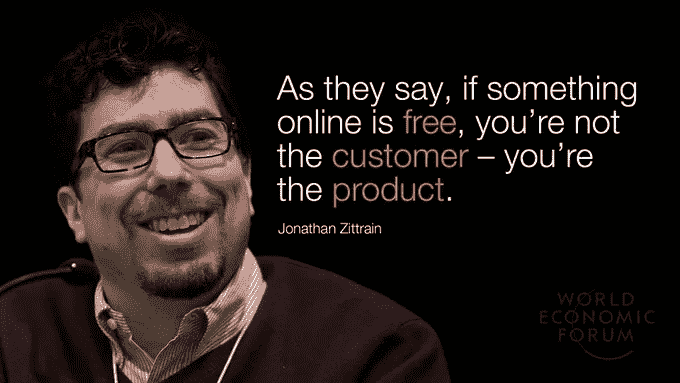 As they say, if something
online is free, you’re not
the customer – you’re
the product.
Jonathan Zittrain
WORLD
ECONOMIC
FORUM